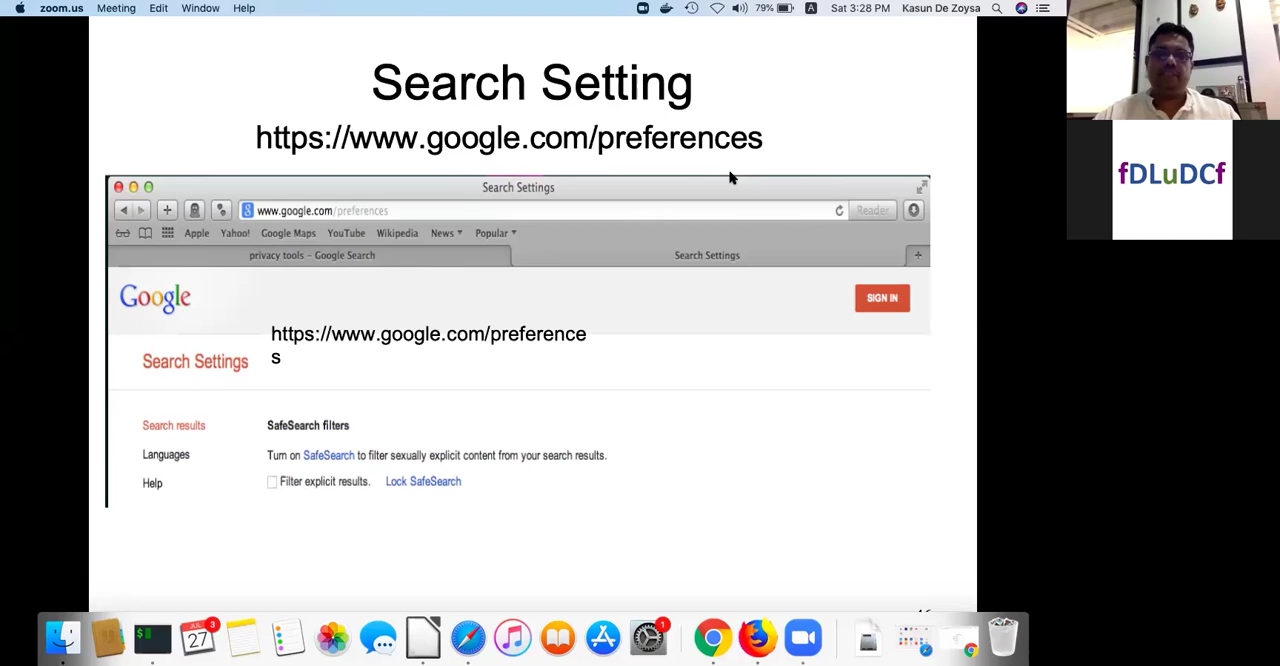 zoom.us Meeting Edit Window Help 79% A Sat 3:28 PM Kasun De Zoysa
Search Setting
https://www.google.com/preferences
fDLuDCf
Search Settings
www.google.com/preferences Reader
Apple Yahoo! Google Maps YouTube Wikipedia News Popular
privacy tools – Google Search Search Settings +
Google SIGN IN
https://www.google.com/preference
s
Search Settings
Search results SafeSearch filters
Languages Turn on SafeSearch to filter sexually explicit content from your search results.
Help Filter explicit results. Lock SafeSearch
JUL 3
27
1